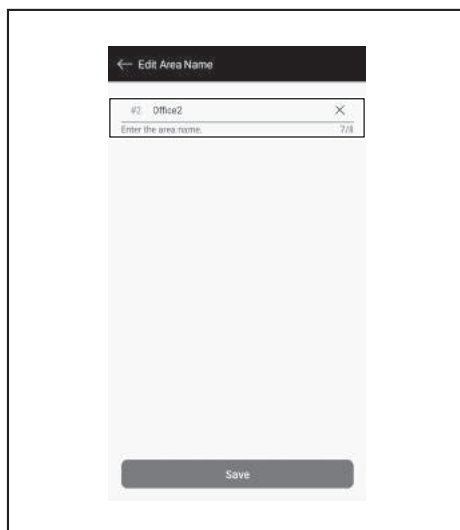 ← Edit Area Name
#2 Office2 ×
Enter the area name. 7/8
Save